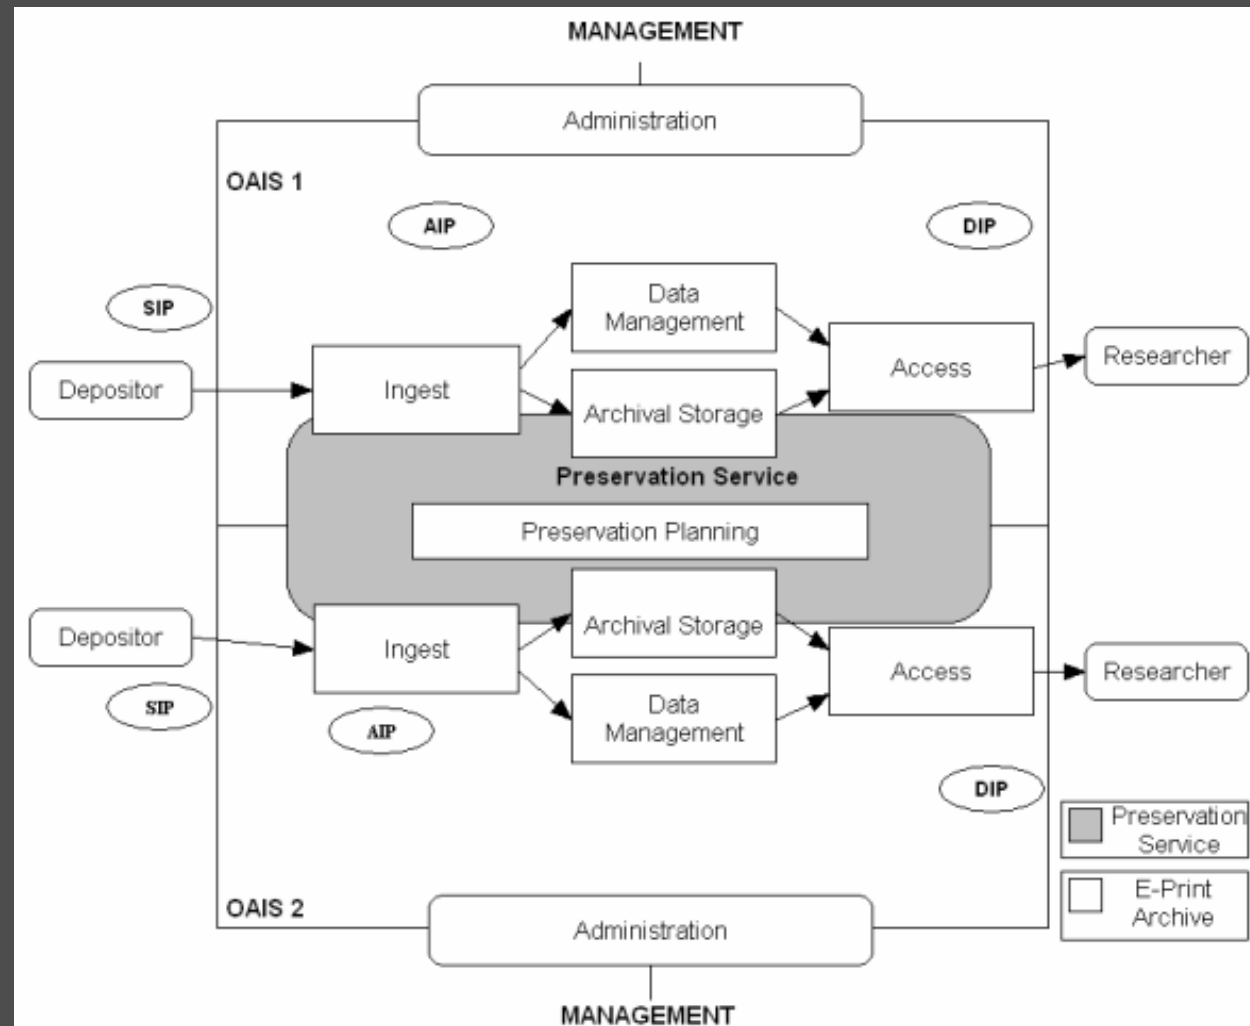 MANAGEMENT
Administration
OAIS 1
AIP
DIP
SIP
Data
Management
Depositor
Ingest
Archival Storage
Access
Researcher
Preservation Service
Preservation Planning
Depositor
Ingest
Archival Storage
Access
Researcher
SIP
AIP
Data
Management
DIP
Preservation
Service
E-Print
Archive
OAIS 2
Administration
MANAGEMENT